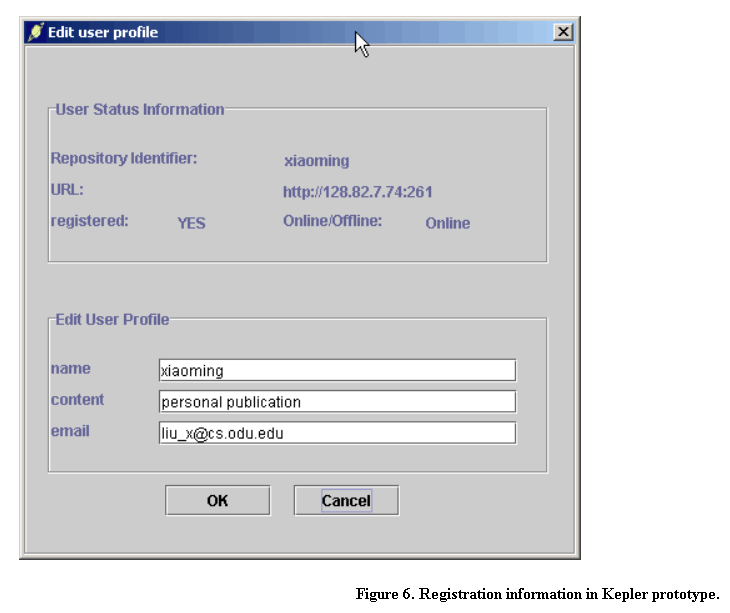 Edit user profile
User Status Information
Repository Identifier: xiaoming
URL: http://128.82.7.74:261
registered: YES Online/Offline: Online
Edit User Profile
name xiaoming
content personal publication
email liu_x@cs.odu.edu
OK Cancel
Figure 6. Registration information in Kepler prototype.